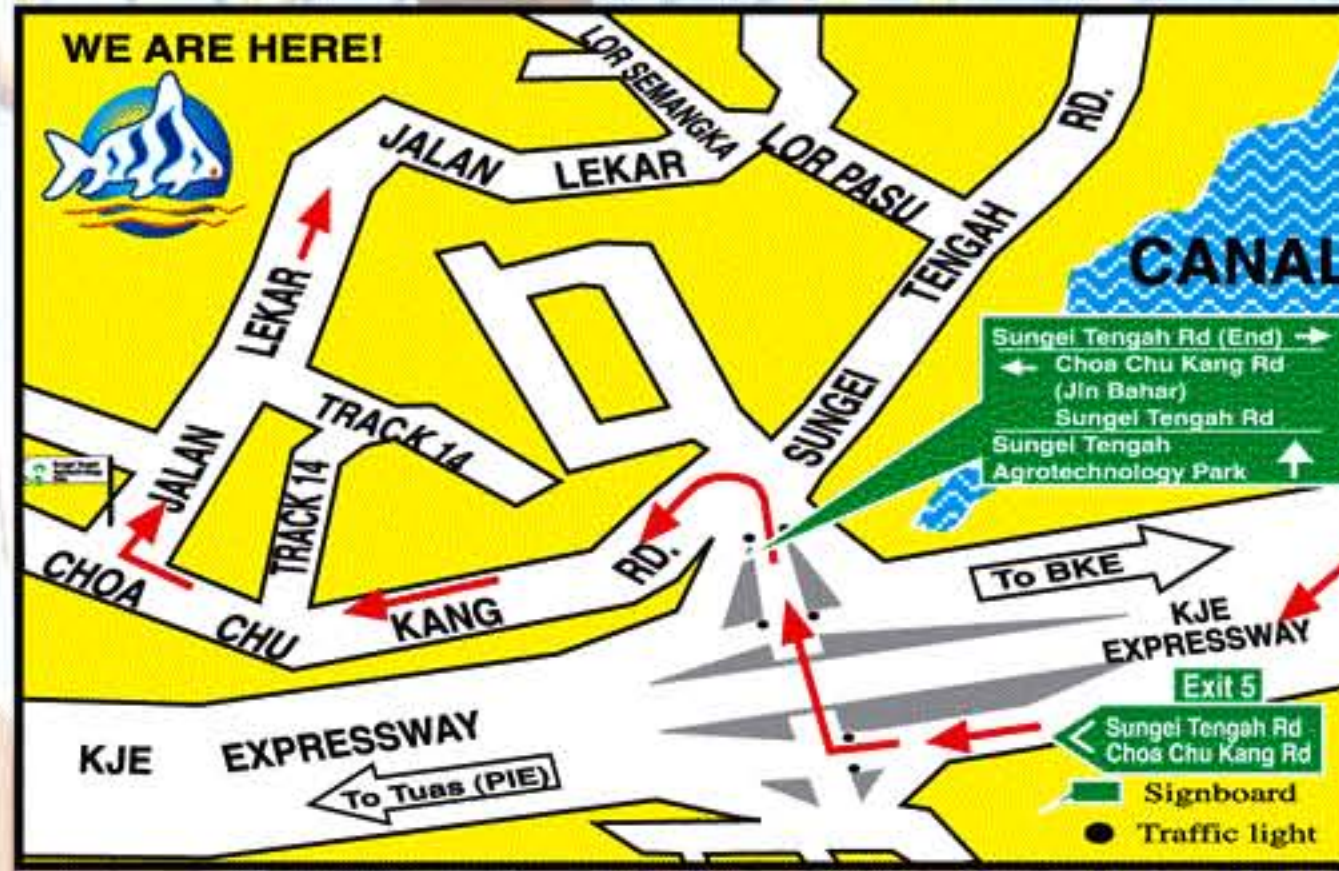 WE ARE HERE!
LOR SEMANGKA
JALAN LEKAR
LOR PASU
RD.
TENGAH
SUNGEI
CANAL
LEKAR
JALAN
TRACK 14
TRACK 14
Sungei Tengah Rd (End)
Choa Chu Kang Rd
(Jln Bahar)
Sungei Tengah Rd
Sungei Tengah
Agrotechnology Park
CHOA
CHU
KANG
RD.
To BKE
KJE
EXPRESSWAY
Exit 5
Sungei Tengah Rd
Choa Chu Kang Rd
KJE EXPRESSWAY
To Tuas (PIE)
Signboard
Traffic light